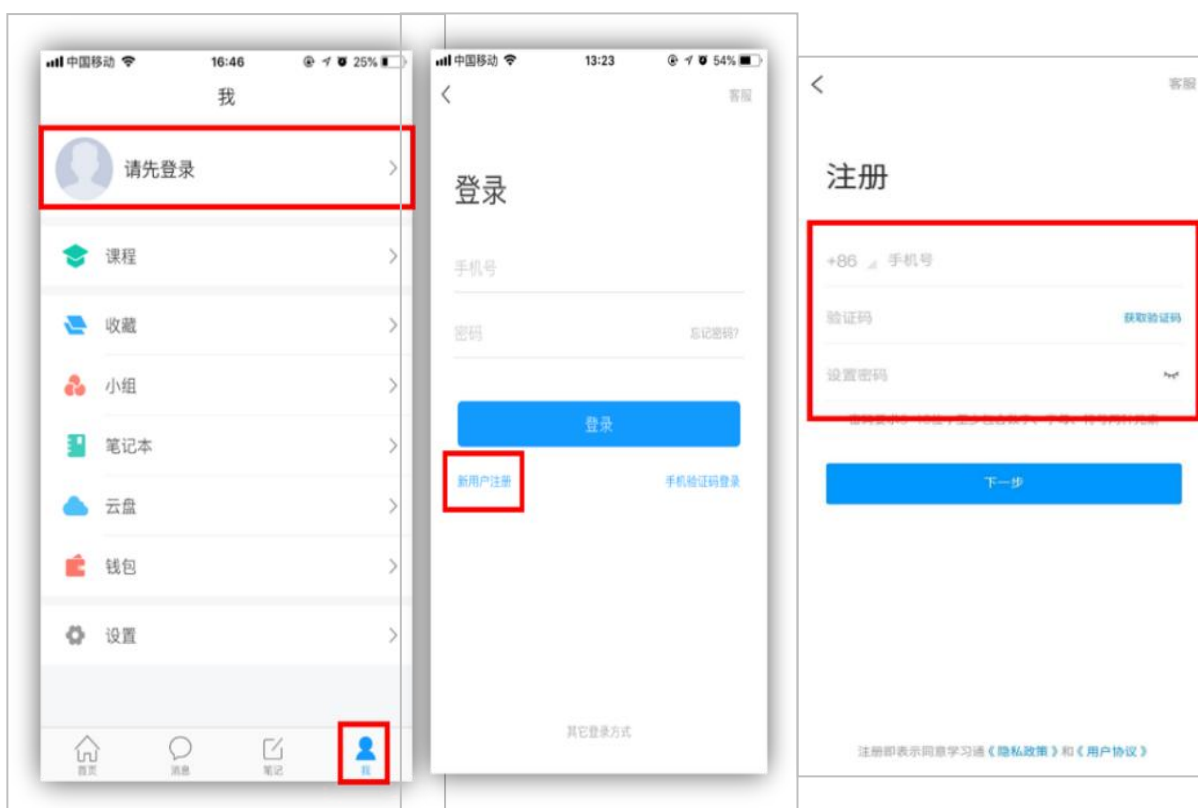 中国移动 16:46 25%
我
请先登录
课程
收藏
小组
笔记本
云盘
钱包
设置
首页 消息 笔记 我
中国移动 13:23 54%
客服
登录
手机号
密码 忘记密码?
登录
新用户注册 手机验证码登录
其它登录方式
客服
注册
+86 手机号
验证码 获取验证码
设置密码
下一步
注册即表示同意学习通《隐私政策》和《用户协议》